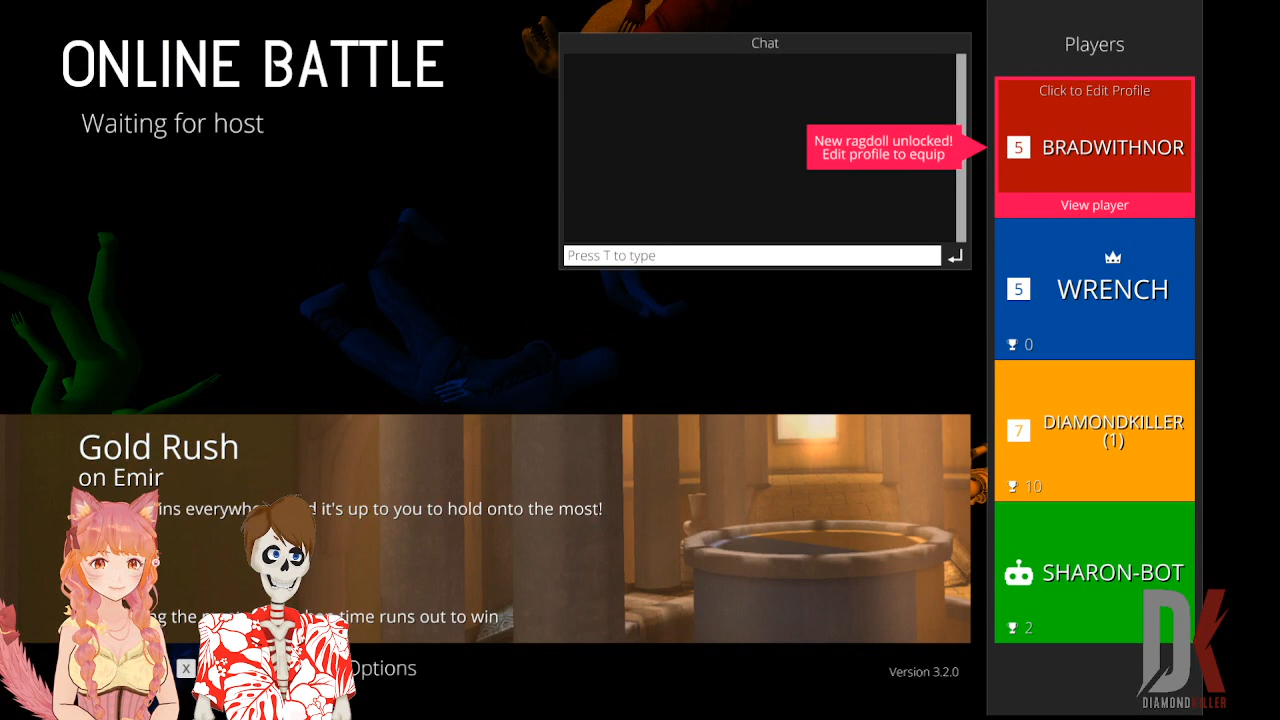 ONLINE BATTLE
Waiting for host
Chat
Press T to type
New ragdoll unlocked!
Edit profile to equip
Players
Click to Edit Profile
5 BRADWITHNOR
View player
5 WRENCH
0
7 DIAMONDKILLER
(1)
10
SHARON-BOT
2
Gold Rush
on Emir
everywhe it's up to you to hold onto the most!
time runs out to win
X Options
Version 3.2.0
DK
DIAMONDKILLER